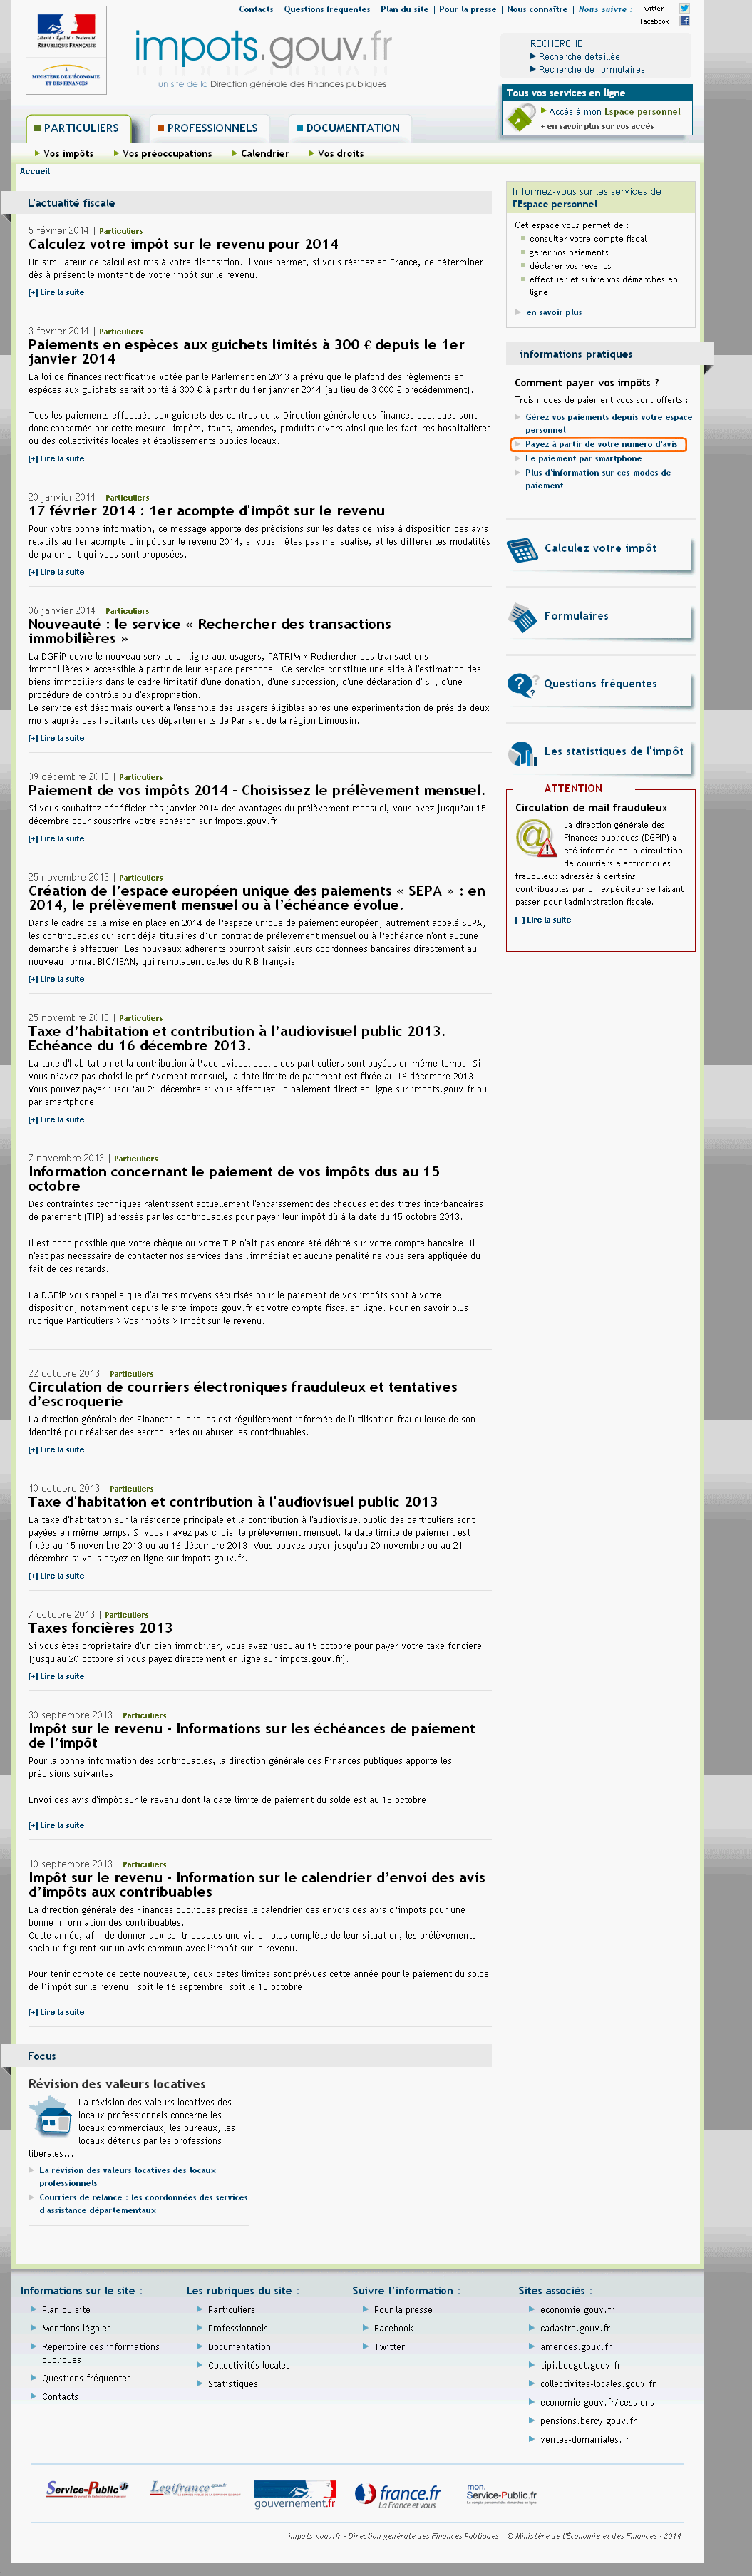 Contacts | Questions fréquentes | Plan du site | Pour la presse | Nous connaître | Nous suivre : Twitter
Facebook
RÉPUBLIQUE FRANÇAISE
MINISTÈRE DE L'ÉCONOMIE
ET DES FINANCES
impots.gouv.fr
un site de la Direction générale des Finances publiques
RECHERCHE
Recherche détaillée
Recherche de formulaires
Tous vos services en ligne
Accès à mon Espace personnel
+ en savoir plus sur vos accès
PARTICULIERS
PROFESSIONNELS
DOCUMENTATION
Vos impôts
Vos préoccupations
Calendrier
Vos droits
Accueil
L'actualité fiscale
5 février 2014 | Particuliers
Calculez votre impôt sur le revenu pour 2014
Un simulateur de calcul est mis à votre disposition. Il vous permet, si vous résidez en France, de déterminer
dès à présent le montant de votre impôt sur le revenu.
[+] Lire la suite
3 février 2014 | Particuliers
Paiements en espèces aux guichets limités à 300 € depuis le 1er
janvier 2014
La loi de finances rectificative votée par le Parlement en 2013 a prévu que le plafond des règlements en
espèces aux guichets serait porté à 300 € à partir du 1er janvier 2014 (au lieu de 3 000 € précédemment).
Tous les paiements effectués aux guichets des centres de la Direction générale des finances publiques sont
donc concernés par cette mesure: impôts, taxes, amendes, produits divers ainsi que les factures hospitalières
ou des collectivités locales et établissements publics locaux.
[+] Lire la suite
20 janvier 2014 | Particuliers
17 février 2014 : 1er acompte d'impôt sur le revenu
Pour votre bonne information, ce message apporte des précisions sur les dates de mise à disposition des avis
relatifs au 1er acompte d'impôt sur le revenu 2014, si vous n'êtes pas mensualisé, et les différentes modalités
de paiement qui vous sont proposées.
[+] Lire la suite
06 janvier 2014 | Particuliers
Nouveauté : le service « Rechercher des transactions
immobilières »
La DGFiP ouvre le nouveau service en ligne aux usagers, PATRIM « Rechercher des transactions
immobilières » accessible à partir de leur espace personnel. Ce service constitue une aide à l'estimation des
biens immobiliers dans le cadre limitatif d'une donation, d'une succession, d'une déclaration d'ISF, d'une
procédure de contrôle ou d'expropriation.
Le service est désormais ouvert à l'ensemble des usagers éligibles après une expérimentation de près de deux
mois auprès des habitants des départements de Paris et de la région Limousin.
[+] Lire la suite
09 décembre 2013 | Particuliers
Paiement de vos impôts 2014 - Choisissez le prélèvement mensuel.
Si vous souhaitez bénéficier dès janvier 2014 des avantages du prélèvement mensuel, vous avez jusqu'au 15
décembre pour souscrire votre adhésion sur impots.gouv.fr.
[+] Lire la suite
25 novembre 2013 | Particuliers
Création de l'espace européen unique des paiements « SEPA » : en
2014, le prélèvement mensuel ou à l'échéance évolue.
Dans le cadre de la mise en place en 2014 de l'espace unique de paiement européen, autrement appelé SEPA,
les contribuables qui sont déjà titulaires d'un contrat de prélèvement mensuel ou à l'échéance n'ont aucune
démarche à effectuer. Les nouveaux adhérents pourront saisir leurs coordonnées bancaires directement au
nouveau format BIC/IBAN, qui remplacent celles du RIB français.
[+] Lire la suite
25 novembre 2013 | Particuliers
Taxe d'habitation et contribution à l'audiovisuel public 2013.
Echéance du 16 décembre 2013.
La taxe d'habitation et la contribution à l'audiovisuel public des particuliers sont payées en même temps. Si
vous n'avez pas choisi le prélèvement mensuel, la date limite de paiement est fixée au 16 décembre 2013.
Vous pouvez payer jusqu'au 21 décembre si vous effectuez un paiement direct en ligne sur impots.gouv.fr ou
par smartphone.
[+] Lire la suite
7 novembre 2013 | Particuliers
Information concernant le paiement de vos impôts dus au 15
octobre
Des contraintes techniques ralentissent actuellement l'encaissement des chèques et des titres interbancaires
de paiement (TIP) adressés par les contribuables pour payer leur impôt dû à la date du 15 octobre 2013.
Il est donc possible que votre chèque ou votre TIP n'ait pas encore été débité sur votre compte bancaire. Il
n'est pas nécessaire de contacter nos services dans l'immédiat et aucune pénalité ne vous sera appliquée du
fait de ces retards.
La DGFiP vous rappelle que d'autres moyens sécurisés pour le paiement de vos impôts sont à votre
disposition, notamment depuis le site impots.gouv.fr et votre compte fiscal en ligne. Pour en savoir plus :
rubrique Particuliers > Vos impôts > Impôt sur le revenu.
22 octobre 2013 | Particuliers
Circulation de courriers électroniques frauduleux et tentatives
d'escroquerie
La direction générale des Finances publiques est régulièrement informée de l'utilisation frauduleuse de son
identité pour réaliser des escroqueries ou abuser les contribuables.
[+] Lire la suite
10 octobre 2013 | Particuliers
Taxe d'habitation et contribution à l'audiovisuel public 2013
La taxe d'habitation sur la résidence principale et la contribution à l'audiovisuel public des particuliers sont
payées en même temps. Si vous n'avez pas choisi le prélèvement mensuel, la date limite de paiement est
fixée au 15 novembre 2013 ou au 16 décembre 2013. Vous pouvez payer jusqu'au 20 novembre ou au 21
décembre si vous payez en ligne sur impots.gouv.fr.
[+] Lire la suite
7 octobre 2013 | Particuliers
Taxes foncières 2013
Si vous êtes propriétaire d'un bien immobilier, vous avez jusqu'au 15 octobre pour payer votre taxe foncière
(jusqu'au 20 octobre si vous payez directement en ligne sur impots.gouv.fr).
[+] Lire la suite
30 septembre 2013 | Particuliers
Impôt sur le revenu - Informations sur les échéances de paiement
de l'impôt
Pour la bonne information des contribuables, la direction générale des Finances publiques apporte les
précisions suivantes.
Envoi des avis d'impôt sur le revenu dont la date limite de paiement du solde est au 15 octobre.
[+] Lire la suite
10 septembre 2013 | Particuliers
Impôt sur le revenu - Information sur le calendrier d'envoi des avis
d'impôts aux contribuables
La direction générale des Finances publiques précise le calendrier des envois des avis d'impôts pour une
bonne information des contribuables.
Cette année, afin de donner aux contribuables une vision plus complète de leur situation, les prélèvements
sociaux figurent sur un avis commun avec l'impôt sur le revenu.
Pour tenir compte de cette nouveauté, deux dates limites sont prévues cette année pour le paiement du solde
de l'impôt sur le revenu : soit le 16 septembre, soit le 15 octobre.
[+] Lire la suite
Focus
Révision des valeurs locatives
La révision des valeurs locatives des
locaux professionnels concerne les
locaux commerciaux, les bureaux, les
locaux détenus par les professions
libérales...
La révision des valeurs locatives des locaux
professionnels
Courriers de relance : les coordonnées des services
d'assistance départementaux
Informez-vous sur les services de
l'Espace personnel
Cet espace vous permet de :
consulter votre compte fiscal
gérer vos paiements
déclarer vos revenus
effectuer et suivre vos démarches en
ligne
en savoir plus
informations pratiques
Comment payer vos impôts ?
Trois modes de paiement vous sont offerts :
Gérez vos paiements depuis votre espace
personnel
Payez à partir de votre numéro d'avis
Le paiement par smartphone
Plus d'information sur ces modes de
paiement
Calculez votre impôt
Formulaires
Questions fréquentes
Les statistiques de l'impôt
ATTENTION
Circulation de mail frauduleux
La direction générale des
Finances publiques (DGFiP) a
été informée de la circulation
de courriers électroniques
frauduleux adressés à certains
contribuables par un expéditeur se faisant
passer pour l'administration fiscale.
[+] Lire la suite
Informations sur le site :
Plan du site
Mentions légales
Répertoire des informations
publiques
Questions fréquentes
Contacts
Les rubriques du site :
Particuliers
Professionnels
Documentation
Collectivités locales
Statistiques
Suivre l'information :
Pour la presse
Facebook
Twitter
Sites associés :
economie.gouv.fr
cadastre.gouv.fr
amendes.gouv.fr
tipi.budget.gouv.fr
collectivites-locales.gouv.fr
economie.gouv.fr/cessions
pensions.bercy.gouv.fr
ventes-domaniales.fr
Service-Public.fr
Legifrance
gouvernement.fr
france.fr
La France et vous
mon.
Service-Public.fr
impots.gouv.fr - Direction générale des Finances Publiques | © Ministère de l'Économie et des Finances - 2014